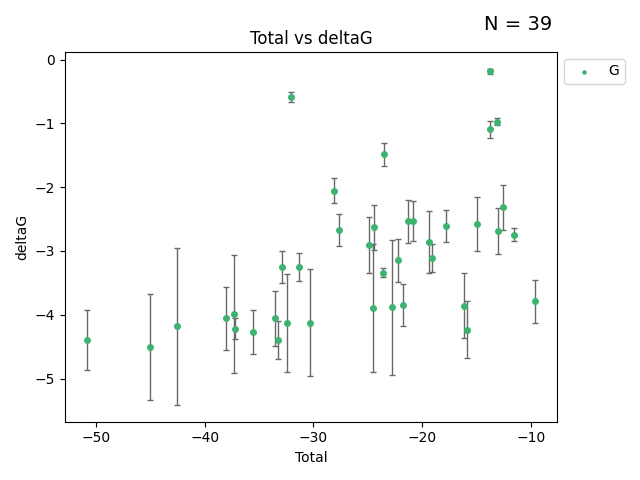 N = 39
Total vs deltaG
G
0
−1
−2
−3
−4
−5
deltaG
−50
−40
−30
−20
−10
Total